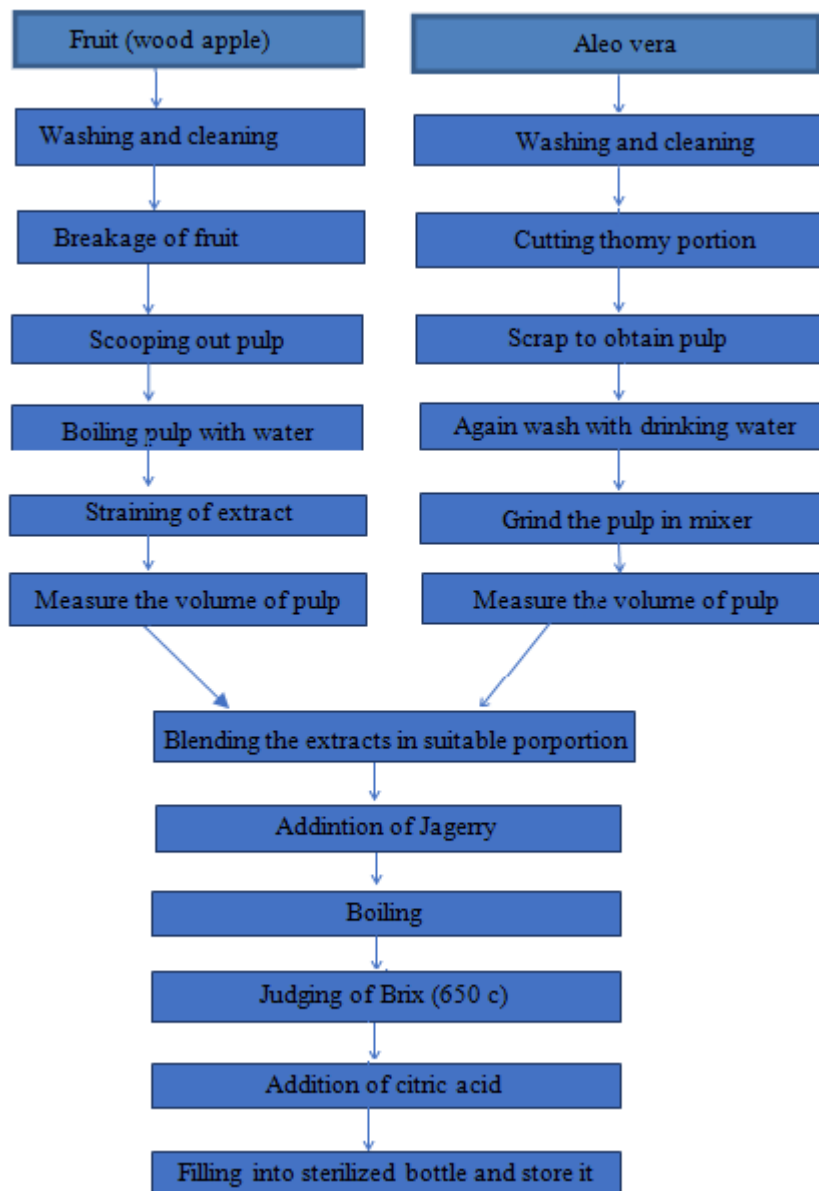 Fruit (wood apple)
Washing and cleaning
Breakage of fruit
Scooping out pulp
Boiling pulp with water
Straining of extract
Measure the volume of pulp
Aleo vera
Washing and cleaning
Cutting thorny portion
Scrap to obtain pulp
Again wash with drinking water
Grind the pulp in mixer
Measure the volume of pulp
Blending the extracts in suitable porportion
Addintion of Jagerry
Boiling
Judging of Brix (650 c)
Addition of citric acid
Filling into sterilized bottle and store it